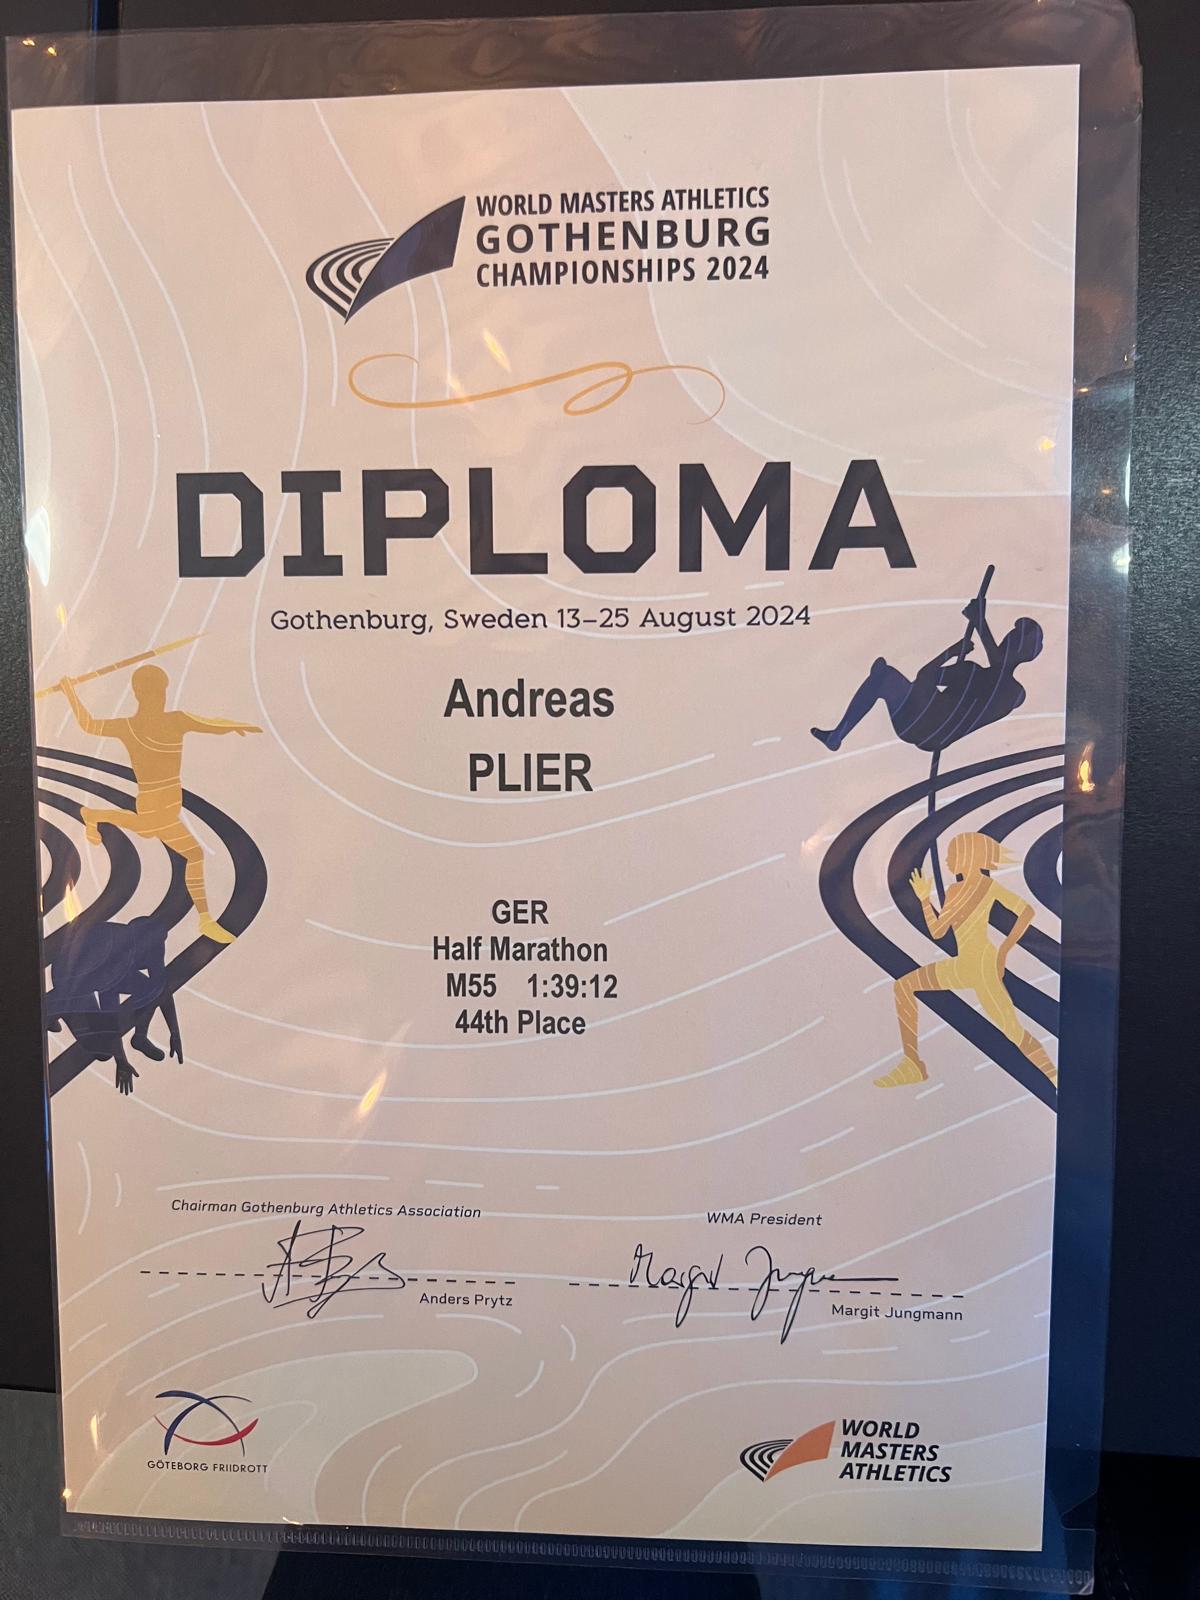 WORLD MASTERS ATHLETICS
GOTHENBURG
CHAMPIONSHIPS 2024
DIPLOMA
Gothenburg, Sweden 13–25 August 2024
Andreas
PLIER
GER
Half Marathon
M55 1:39:12
44th Place
Chairman Gothenburg Athletics Association
Anders Prytz
WMA President
Margit Jungmann
GÖTEBORG FRIIDROTT
WORLD
MASTERS
ATHLETICS